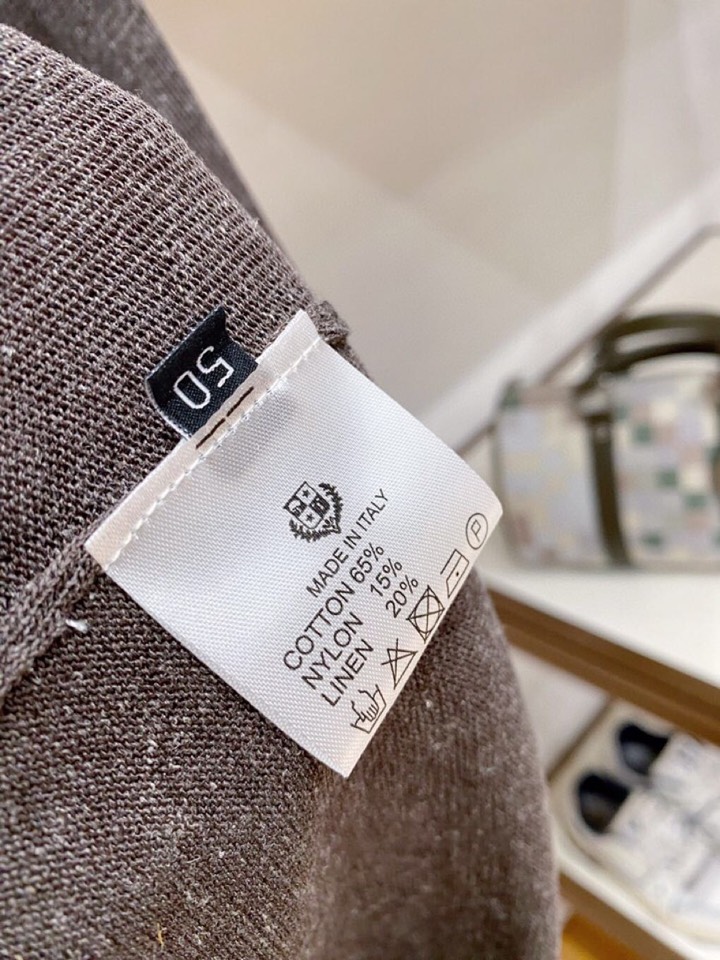 50
MADE IN ITALY
COTTON 65%
NYLON 15%
LINEN 20%
P